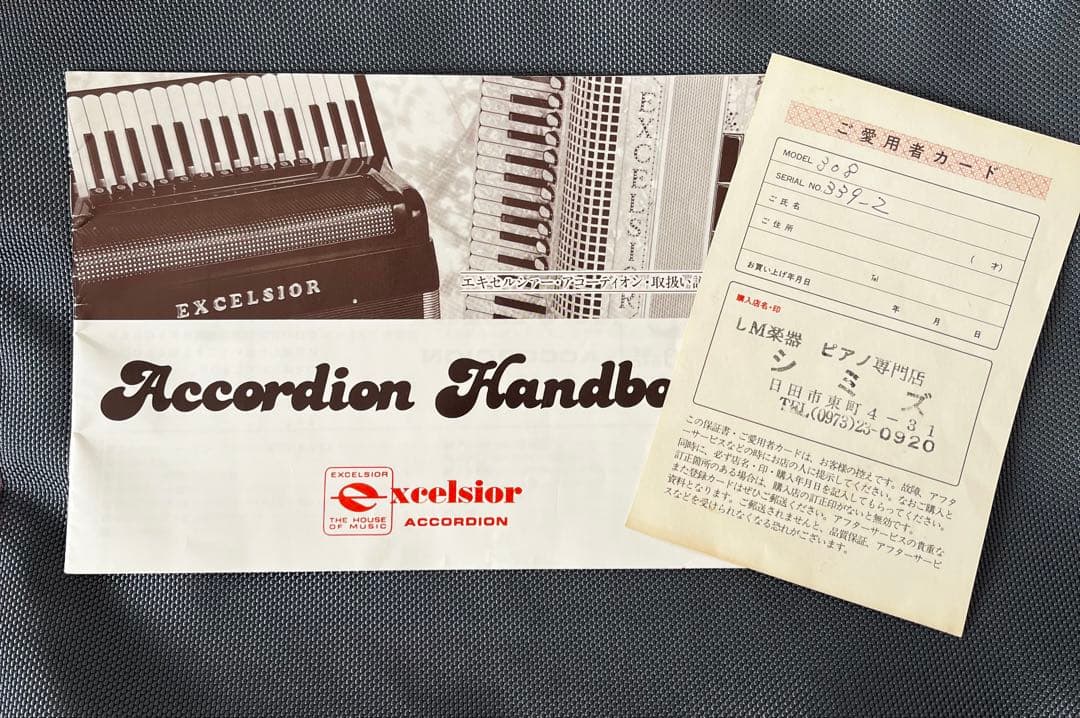 EXCELSIOR
EXCELSIOR
エキセルシアー・アコーディオン・取扱い
Accordion Handbo
EXCELSIOR
excelsior
THE HOUSE
OF MUSIC
ACCORDION
ご愛用者カード
MODEL 308
SERIAL NO. 339-2
ご氏名
( 才)
ご住所
Tel
お買い上げ年月日 年 月 日
購入店名・印
LM楽器 ピアノ専門店
シミズ
日田市東町4-31
TEL(0973)23-0920
この保証書・ご愛用者カードは、お客様の控えです。故障、アフタ
ーサービスなどの時にお店の人に提示してください。なおご購入と
同時に、必ず店名・印・購入年月日を記入してもらってください。
訂正箇所のある場合は、購入店の訂正印がないと無効です。
また登録カードはぜひご郵送ください。アフターサービスの貴重な
資料となります。ご郵送されませんと、品質保証、アフターサービ
スなどを受けられなくなる恐れがございます。